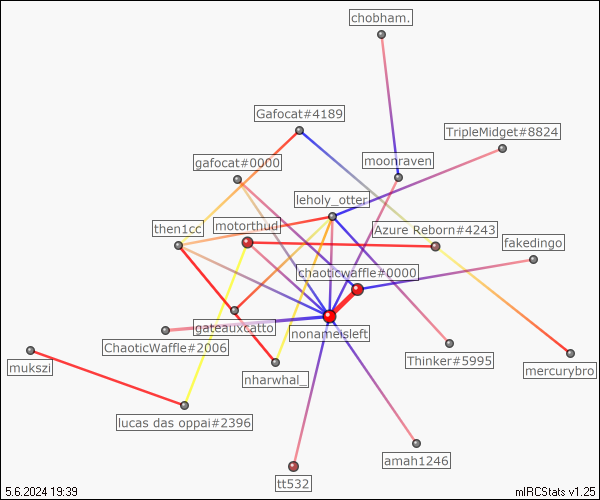 chobham.
Gafocat#4189
TripleMidget#8824
gafocat#0000
moonraven
leholy_otter
then1cc
motorthud
Azure Reborn#4243
fakedingo
chaoticwaffle#0000
gateauxcatto
nonameisleft
ChaoticWaffle#2006
Thinker#5995
mukszi
nharwhal_
mercurybro
lucas das oppai#2396
amah1246
tt532
5.6.2024 19:39
mIRCStats v1.25